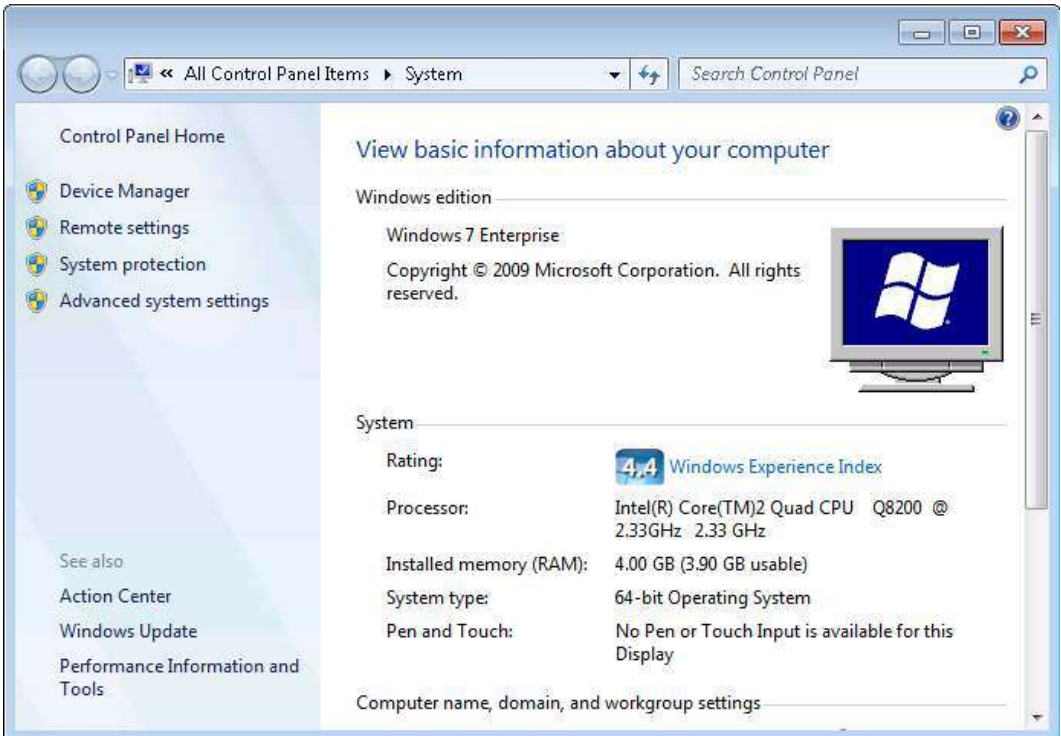 « All Control Panel Items ▸ System
Search Control Panel
Control Panel Home
Device Manager
Remote settings
System protection
Advanced system settings
See also
Action Center
Windows Update
Performance Information and
Tools
View basic information about your computer
Windows edition
Windows 7 Enterprise
Copyright © 2009 Microsoft Corporation. All rights
reserved.
System
Rating:
4.4 Windows Experience Index
Processor:
Intel(R) Core(TM)2 Quad CPU Q8200 @
2.33GHz 2.33 GHz
Installed memory (RAM):
4.00 GB (3.90 GB usable)
System type:
64-bit Operating System
Pen and Touch:
No Pen or Touch Input is available for this
Display
Computer name, domain, and workgroup settings